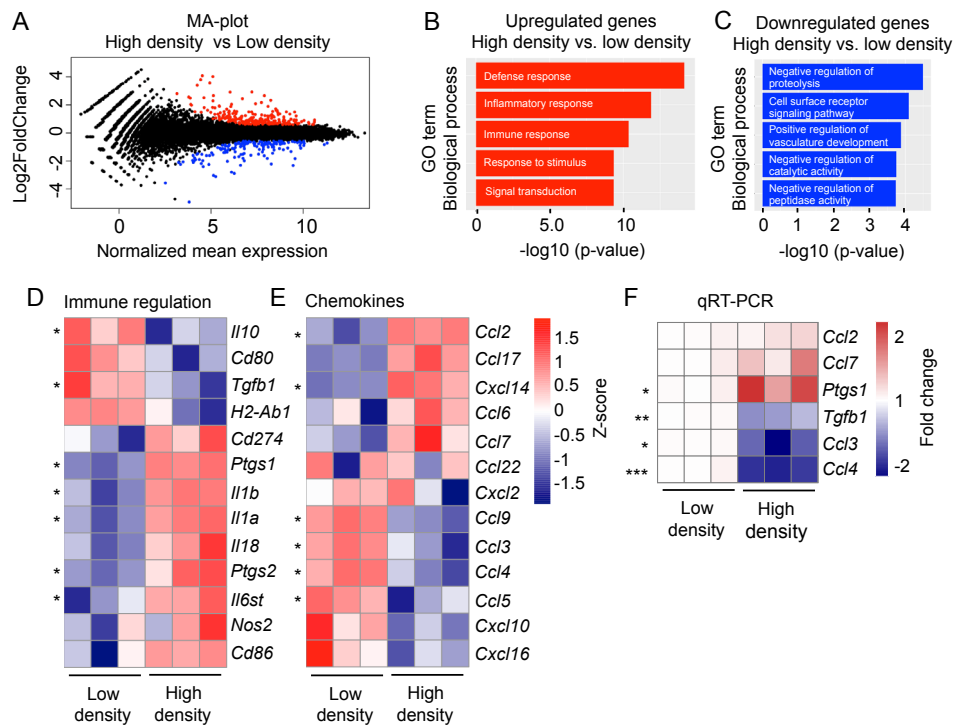 A
MA-plot
High density vs Low density
Log2FoldChange
4
2
0
2
4
0
5
10
Normalized mean expression
B
Upregulated genes
High density vs. low density
GO term
Biological process
Defense response
Inflammatory response
Immune response
Response to stimulus
Signal transduction
0
5
10
-log10 (p-value)
C
Downregulated genes
High density vs. low density
GO term
Biological process
Negative regulation of
proteolysis
Cell surface receptor
signaling pathway
Positive regulation of
vasculature development
Negative regulation of
catalytic activity
Negative regulation of
peptidase activity
0 1 2 3 4
-log10 (p-value)
D
Immune regulation
* Il10
Cd80
* Tgfb1
H2-Ab1
Cd274
* Ptgs1
* Il1b
* Il1a
Il18
* Ptgs2
* Il6st
Nos2
Cd86
Low
density
High
density
E
Chemokines
* Ccl2
Ccl17
* Cxcl14
Ccl6
Ccl7
Ccl22
Cxcl2
* Ccl9
* Ccl3
* Ccl4
* Ccl5
Cxcl10
Cxcl16
Low
density
High
density
1.5
1
0.5
0
-0.5
-1
-1.5
Z-score
F
qRT-PCR
Ccl2
Ccl7
* Ptgs1
** Tgfb1
* Ccl3
*** Ccl4
Low
density
High
density
2
1
-2
Fold change